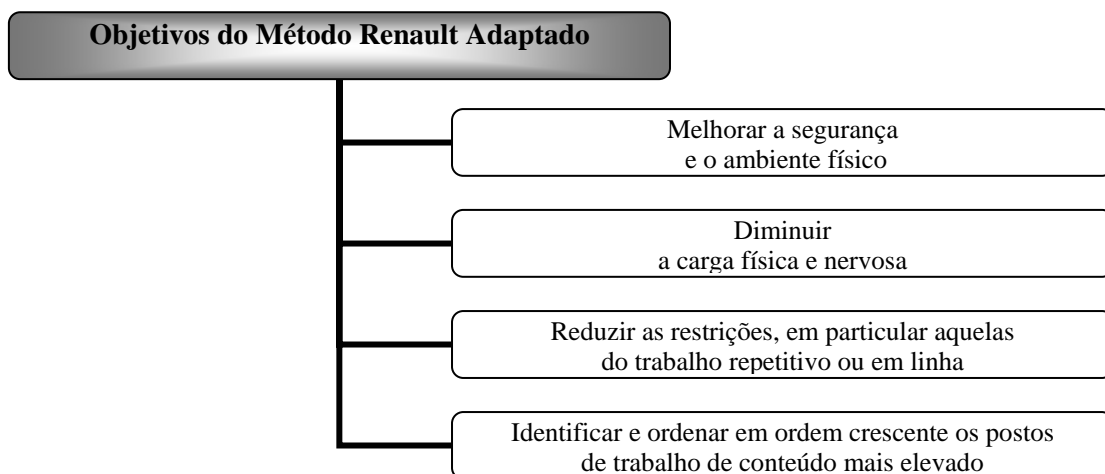 Objetivos do Método Renault Adaptado
Melhorar a segurança
e o ambiente físico
Diminuir
a carga física e nervosa
Reduzir as restrições, em particular aquelas
do trabalho repetitivo ou em linha
Identificar e ordenar em ordem crescente os postos
de trabalho de conteúdo mais elevado